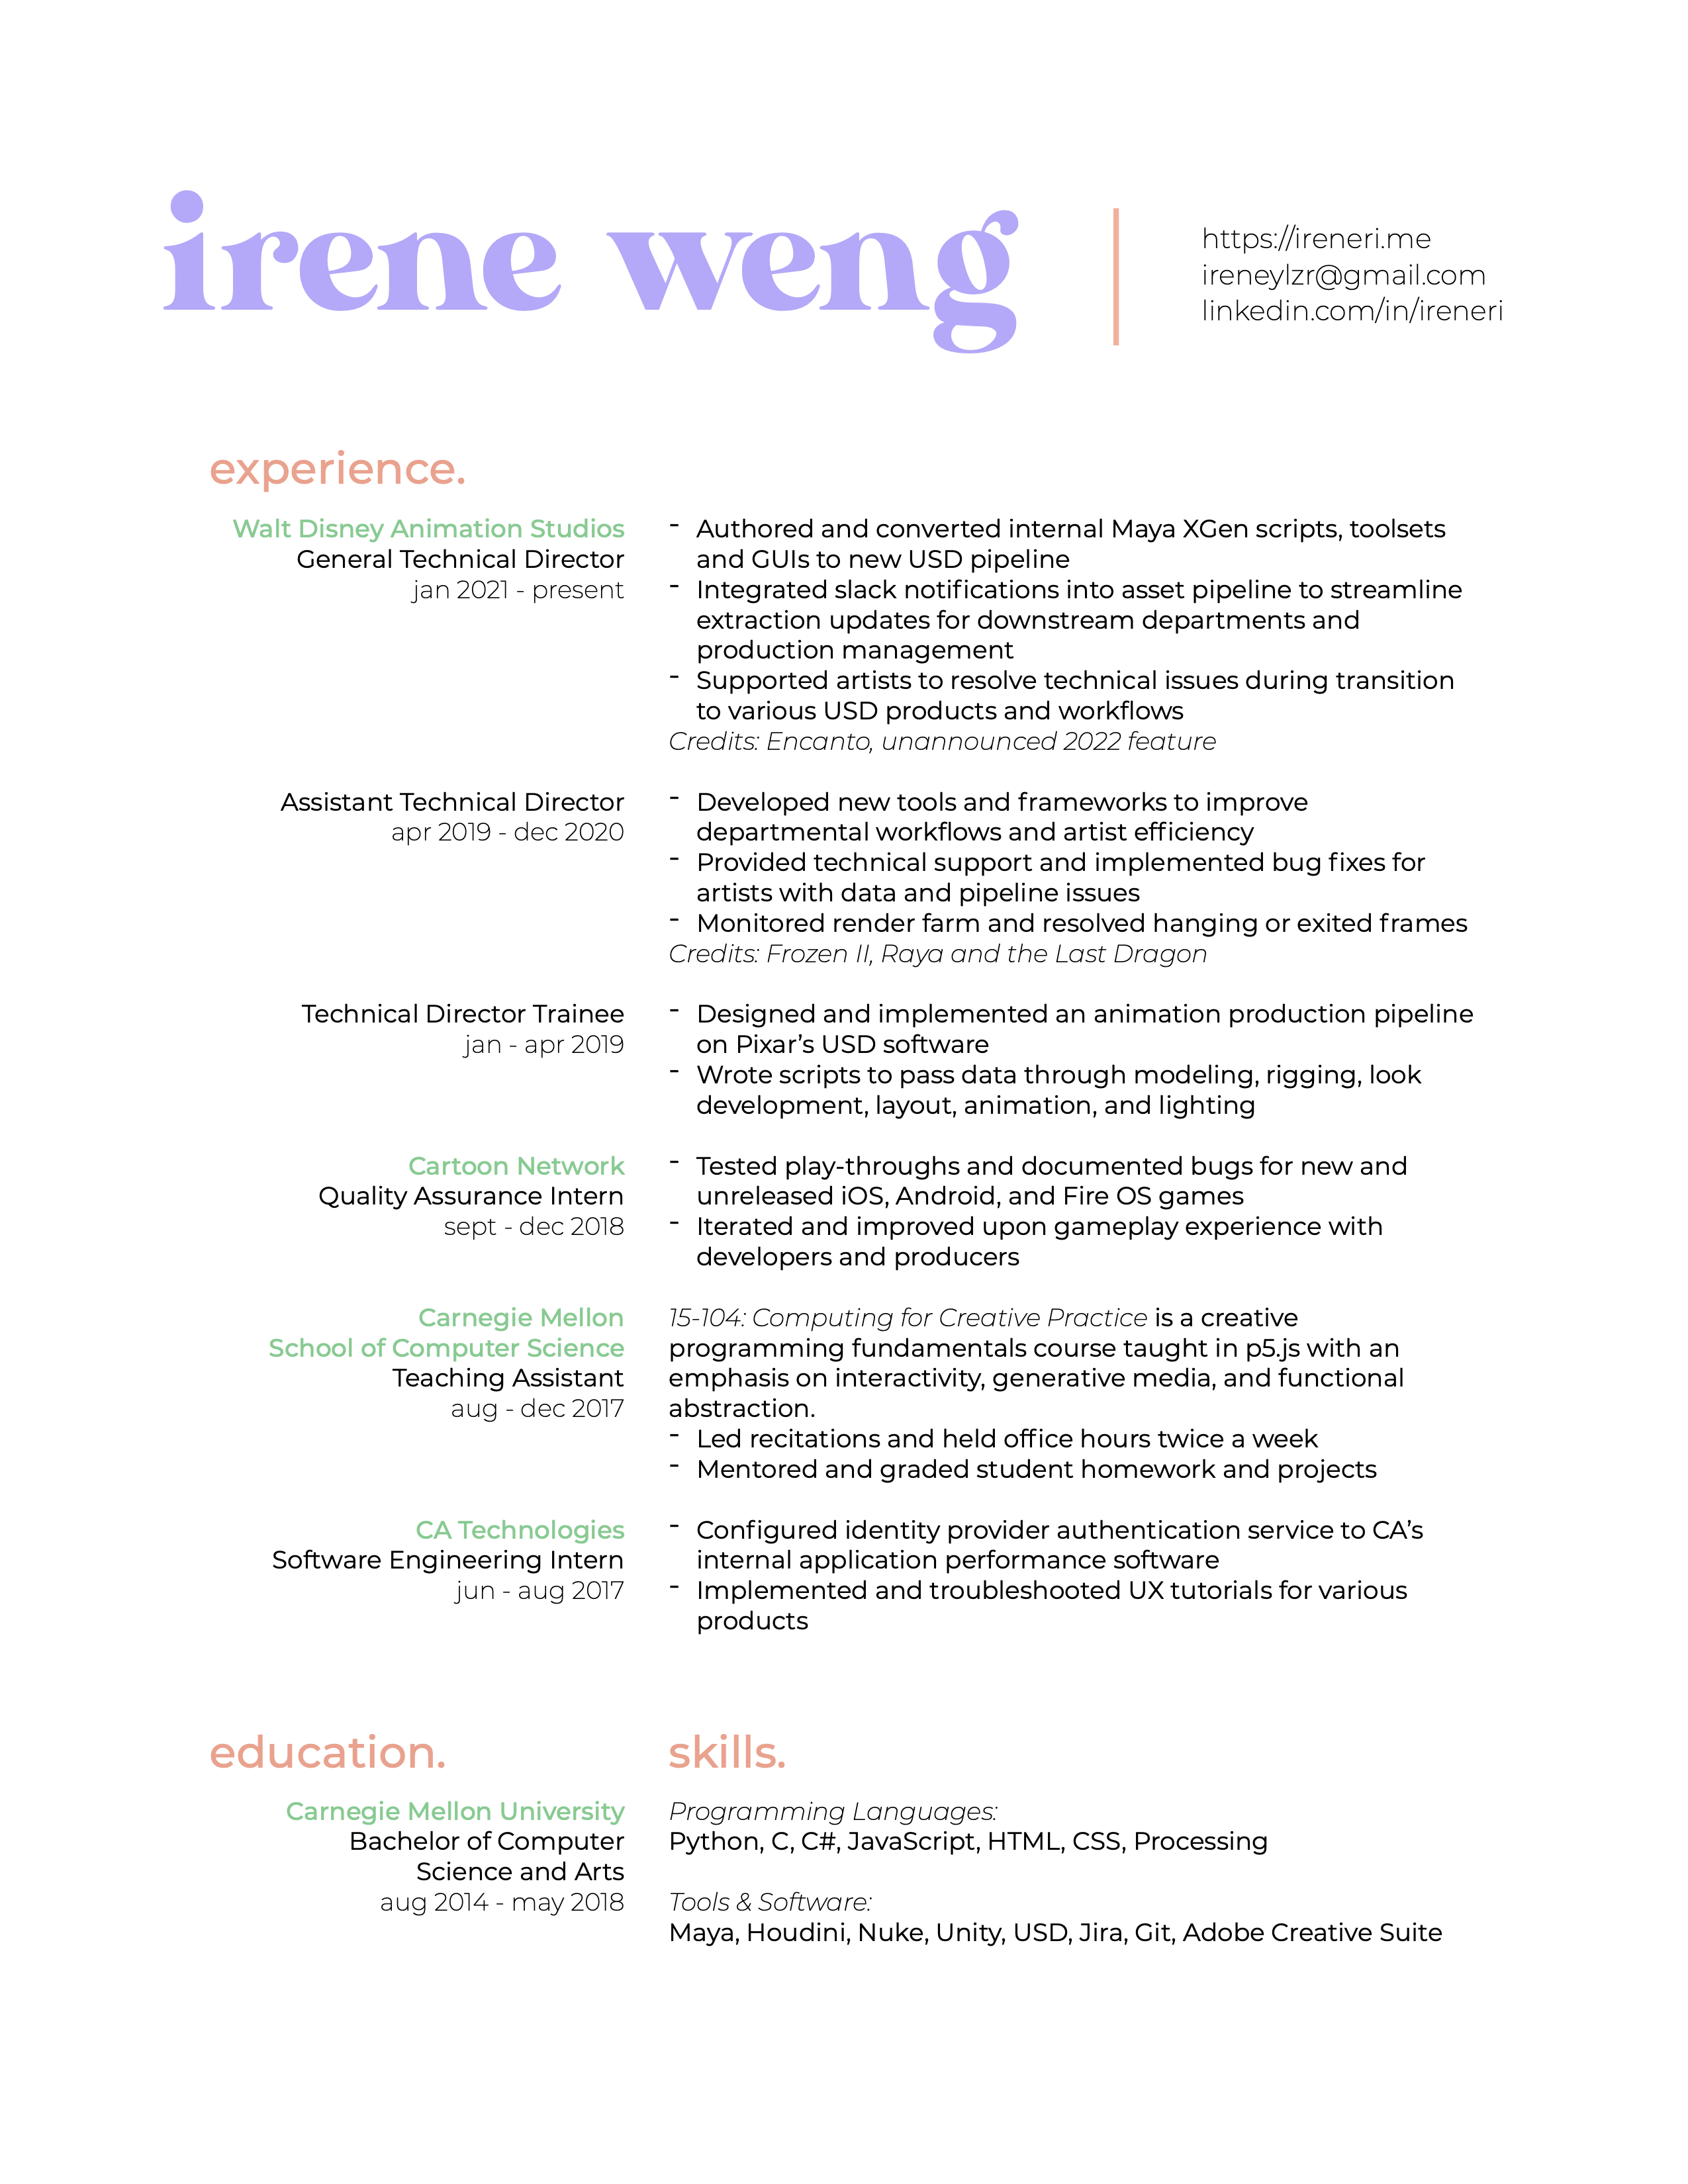 irene weng
https://ireneri.me
ireneylzr@gmail.com
linkedin.com/in/ireneri
experience.
Walt Disney Animation Studios
General Technical Director
jan 2021 - present
- Authored and converted internal Maya XGen scripts, toolsets
and GUIs to new USD pipeline
- Integrated slack notifications into asset pipeline to streamline
extraction updates for downstream departments and
production management
- Supported artists to resolve technical issues during transition
to various USD products and workflows
Credits: Encanto, unannounced 2022 feature
Assistant Technical Director
apr 2019 - dec 2020
- Developed new tools and frameworks to improve
departmental workflows and artist efficiency
- Provided technical support and implemented bug fixes for
artists with data and pipeline issues
- Monitored render farm and resolved hanging or exited frames
Credits: Frozen II, Raya and the Last Dragon
Technical Director Trainee
jan - apr 2019
- Designed and implemented an animation production pipeline
on Pixar’s USD software
- Wrote scripts to pass data through modeling, rigging, look
development, layout, animation, and lighting
Cartoon Network
Quality Assurance Intern
sept - dec 2018
- Tested play-throughs and documented bugs for new and
unreleased iOS, Android, and Fire OS games
- Iterated and improved upon gameplay experience with
developers and producers
Carnegie Mellon
School of Computer Science
Teaching Assistant
aug - dec 2017
15-104: Computing for Creative Practice is a creative
programming fundamentals course taught in p5.js with an
emphasis on interactivity, generative media, and functional
abstraction.
- Led recitations and held office hours twice a week
- Mentored and graded student homework and projects
CA Technologies
Software Engineering Intern
jun - aug 2017
- Configured identity provider authentication service to CA’s
internal application performance software
- Implemented and troubleshooted UX tutorials for various
products
education.
Carnegie Mellon University
Bachelor of Computer
Science and Arts
aug 2014 - may 2018
skills.
Programming Languages:
Python, C, C#, JavaScript, HTML, CSS, Processing
Tools & Software:
Maya, Houdini, Nuke, Unity, USD, Jira, Git, Adobe Creative Suite